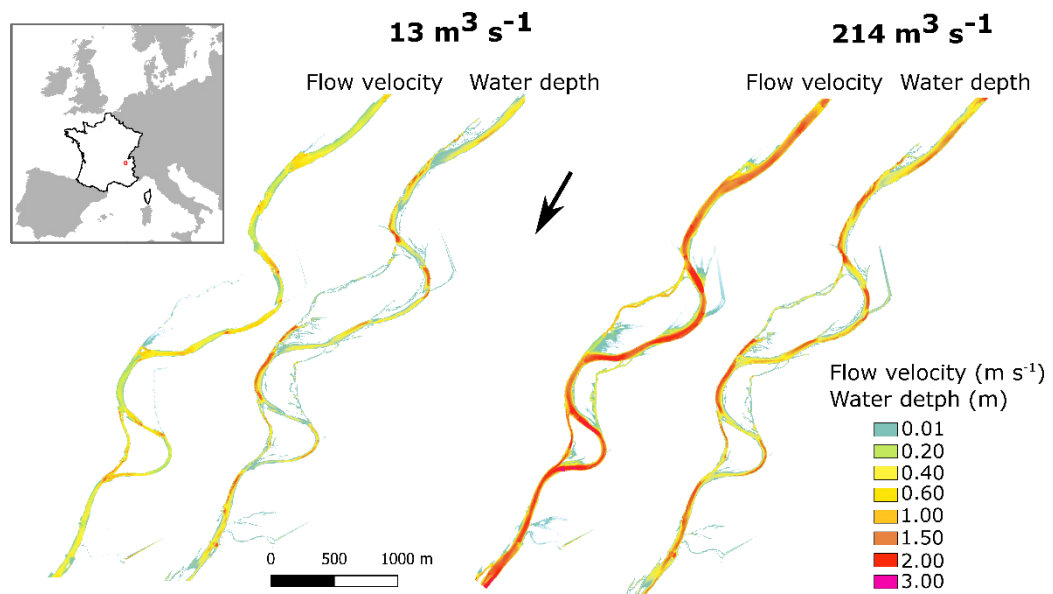 13 m³ s⁻¹
214 m³ s⁻¹
Flow velocity
Water depth
Flow velocity
Water depth
Flow velocity (m s⁻¹)
Water detpth (m)
0.01
0.20
0.40
0.60
1.00
1.50
2.00
3.00
0 500 1000 m